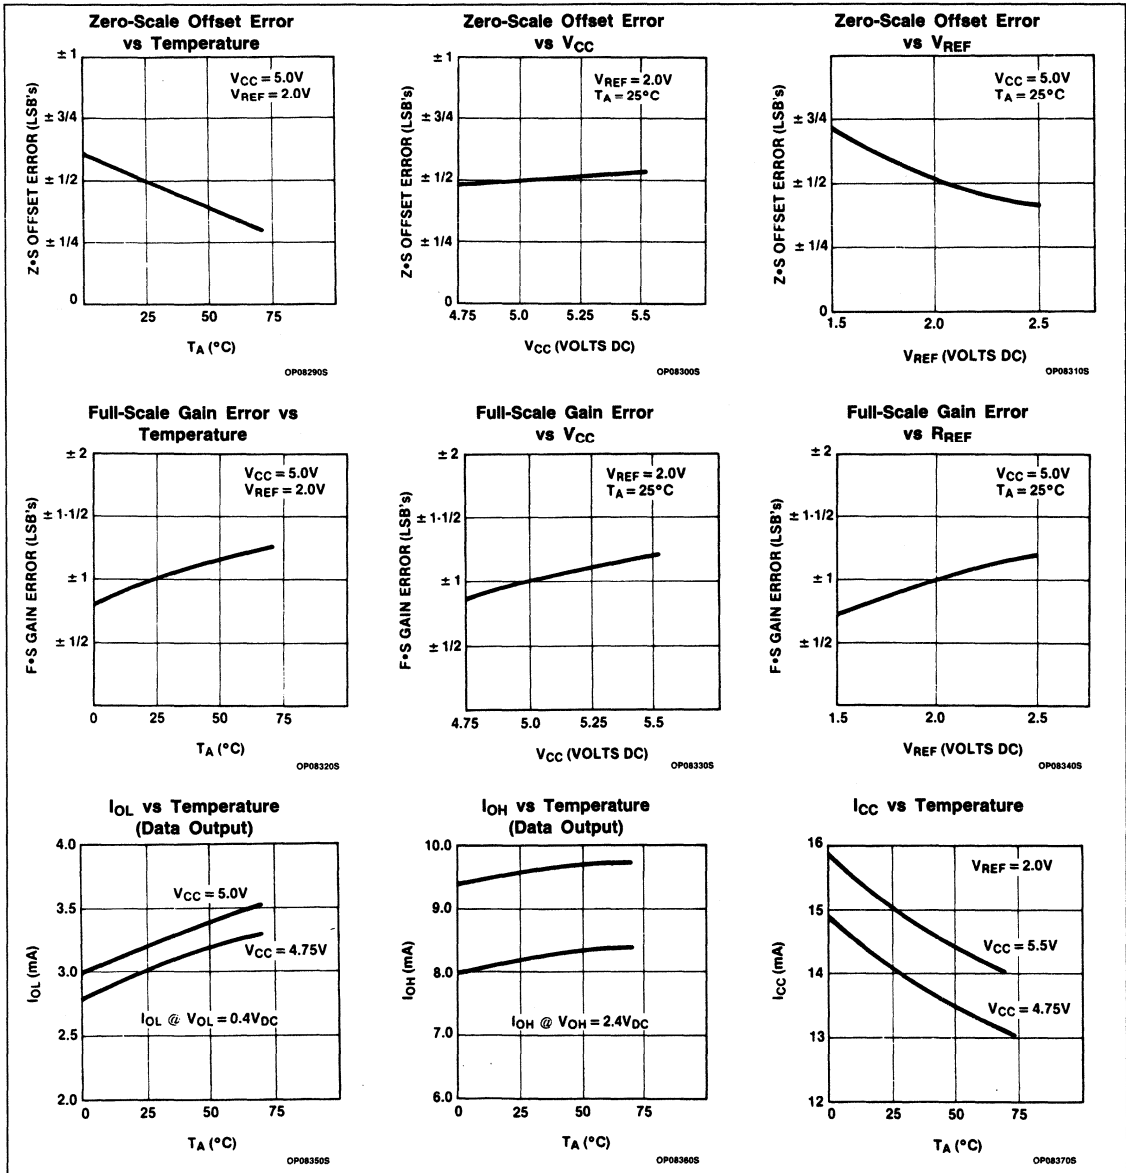 Zero-Scale Offset Error
vs Temperature
± 1
± 3/4
± 1/2
± 1/4
0
Z•S OFFSET ERROR (LSB's)
VCC = 5.0V
VREF = 2.0V
25
50
75
TA (°C)
OP08290S
Zero-Scale Offset Error
vs VCC
± 1
± 3/4
± 1/2
± 1/4
0
Z•S OFFSET ERROR (LSB's)
VREF = 2.0V
TA = 25°C
4.75
5.0
5.25
5.5
VCC (VOLTS DC)
OP08300S
Zero-Scale Offset Error
vs VREF
± 3/4
± 1/2
± 1/4
0
Z•S OFFSET ERROR (LSB's)
VCC = 5.0V
TA = 25°C
1.5
2.0
2.5
VREF (VOLTS DC)
OP08310S
Full-Scale Gain Error vs
Temperature
± 2
± 1-1/2
± 1
± 1/2
F•S GAIN ERROR (LSB's)
VCC = 5.0V
VREF = 2.0V
0
25
50
75
TA (°C)
OP08320S
Full-Scale Gain Error
vs VCC
± 2
± 1-1/2
± 1
± 1/2
F•S GAIN ERROR (LSB's)
VREF = 2.0V
TA = 25°C
4.75
5.0
5.25
5.5
VCC (VOLTS DC)
OP08330S
Full-Scale Gain Error
vs RREF
± 2
± 1-1/2
± 1
± 1/2
F•S GAIN ERROR (LSB's)
VCC = 5.0V
TA = 25°C
1.5
2.0
2.5
VREF (VOLTS DC)
OP08340S
IOL vs Temperature
(Data Output)
4.0
3.5
3.0
2.5
2.0
IOL (mA)
VCC = 5.0V
VCC = 4.75V
IOL @ VOL = 0.4VDC
0
25
50
75
TA (°C)
OP08350S
IOH vs Temperature
(Data Output)
10.0
9.0
8.0
7.0
6.0
IOH (mA)
IOH @ VOH = 2.4VDC
0
25
50
75
TA (°C)
OP08360S
ICC vs Temperature
16
15
14
13
12
ICC (mA)
VREF = 2.0V
VCC = 5.5V
VCC = 4.75V
0
25
50
75
TA (°C)
OP08370S